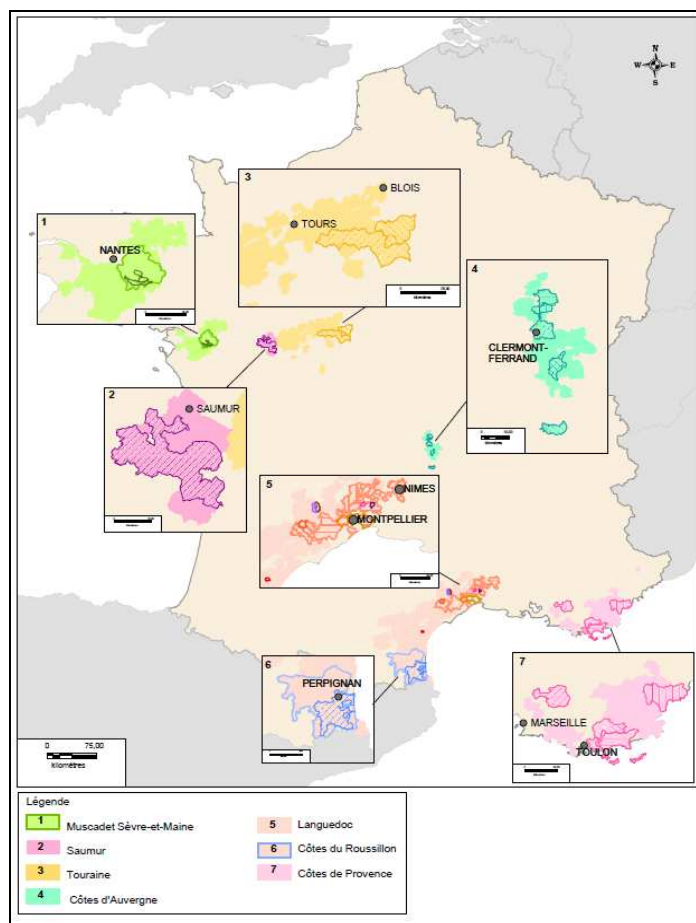 N
W E
S
3
BLOIS
TOURS
1
NANTES
4
CLERMONT-
FERRAND
2
SAUMUR
5
NIMES
MONTPELLIER
6
PERPIGNAN
7
MARSEILLE
TOULON
0 75,00
kilomètres
Légende
1 Muscadet Sèvre-et-Maine
2 Saumur
3 Touraine
4 Côtes d'Auvergne
5 Languedoc
6 Côtes du Roussillon
7 Côtes de Provence